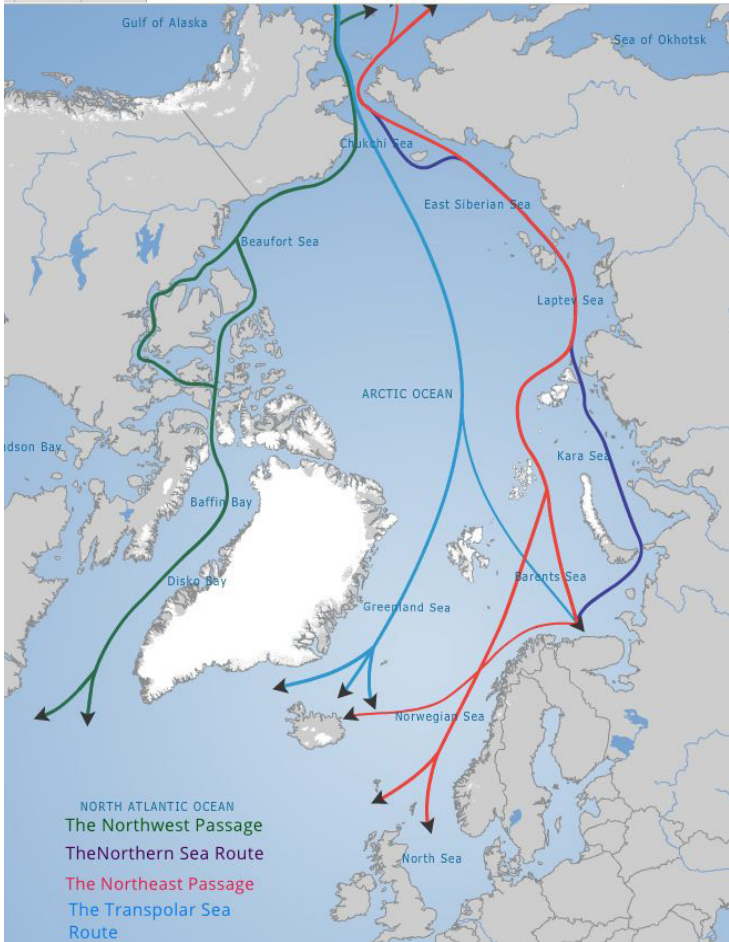 Gulf of Alaska
Sea of Okhotsk
Chukchi Sea
East Siberian Sea
Beaufort Sea
Laptev Sea
ARCTIC OCEAN
dson Bay
Kara Sea
Baffin Bay
Disko Bay
Barents Sea
Greenland Sea
Norwegian Sea
NORTH ATLANTIC OCEAN
The Northwest Passage
TheNorthern Sea Route
North Sea
The Northeast Passage
The Transpolar Sea
Route